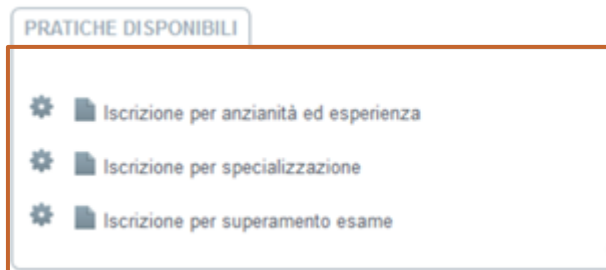 PRATICHE DISPONIBILI
Iscrizione per anzianità ed esperienza
Iscrizione per specializzazione
Iscrizione per superamento esame